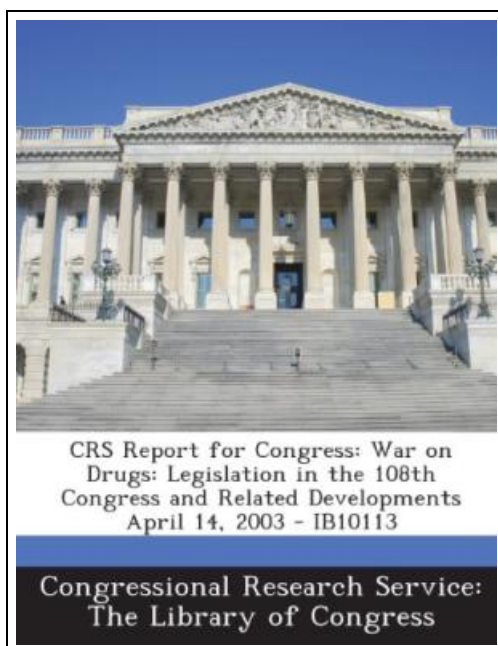 CRS Report for Congress: War on
Drugs: Legislation in the 108th
Congress and Related Developments
April 14, 2003 - IB10113
Congressional Research Service:
The Library of Congress